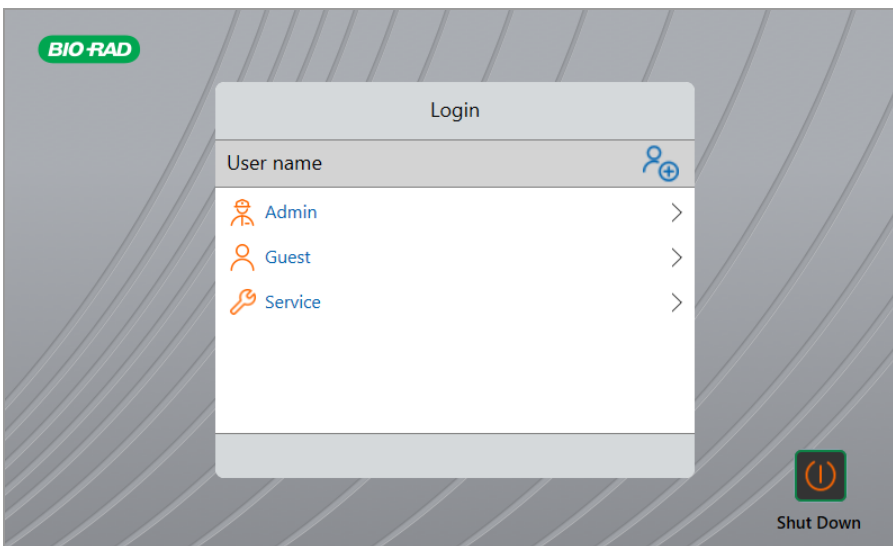 BIO-RAD
Login
User name
Admin
Guest
Service
Shut Down